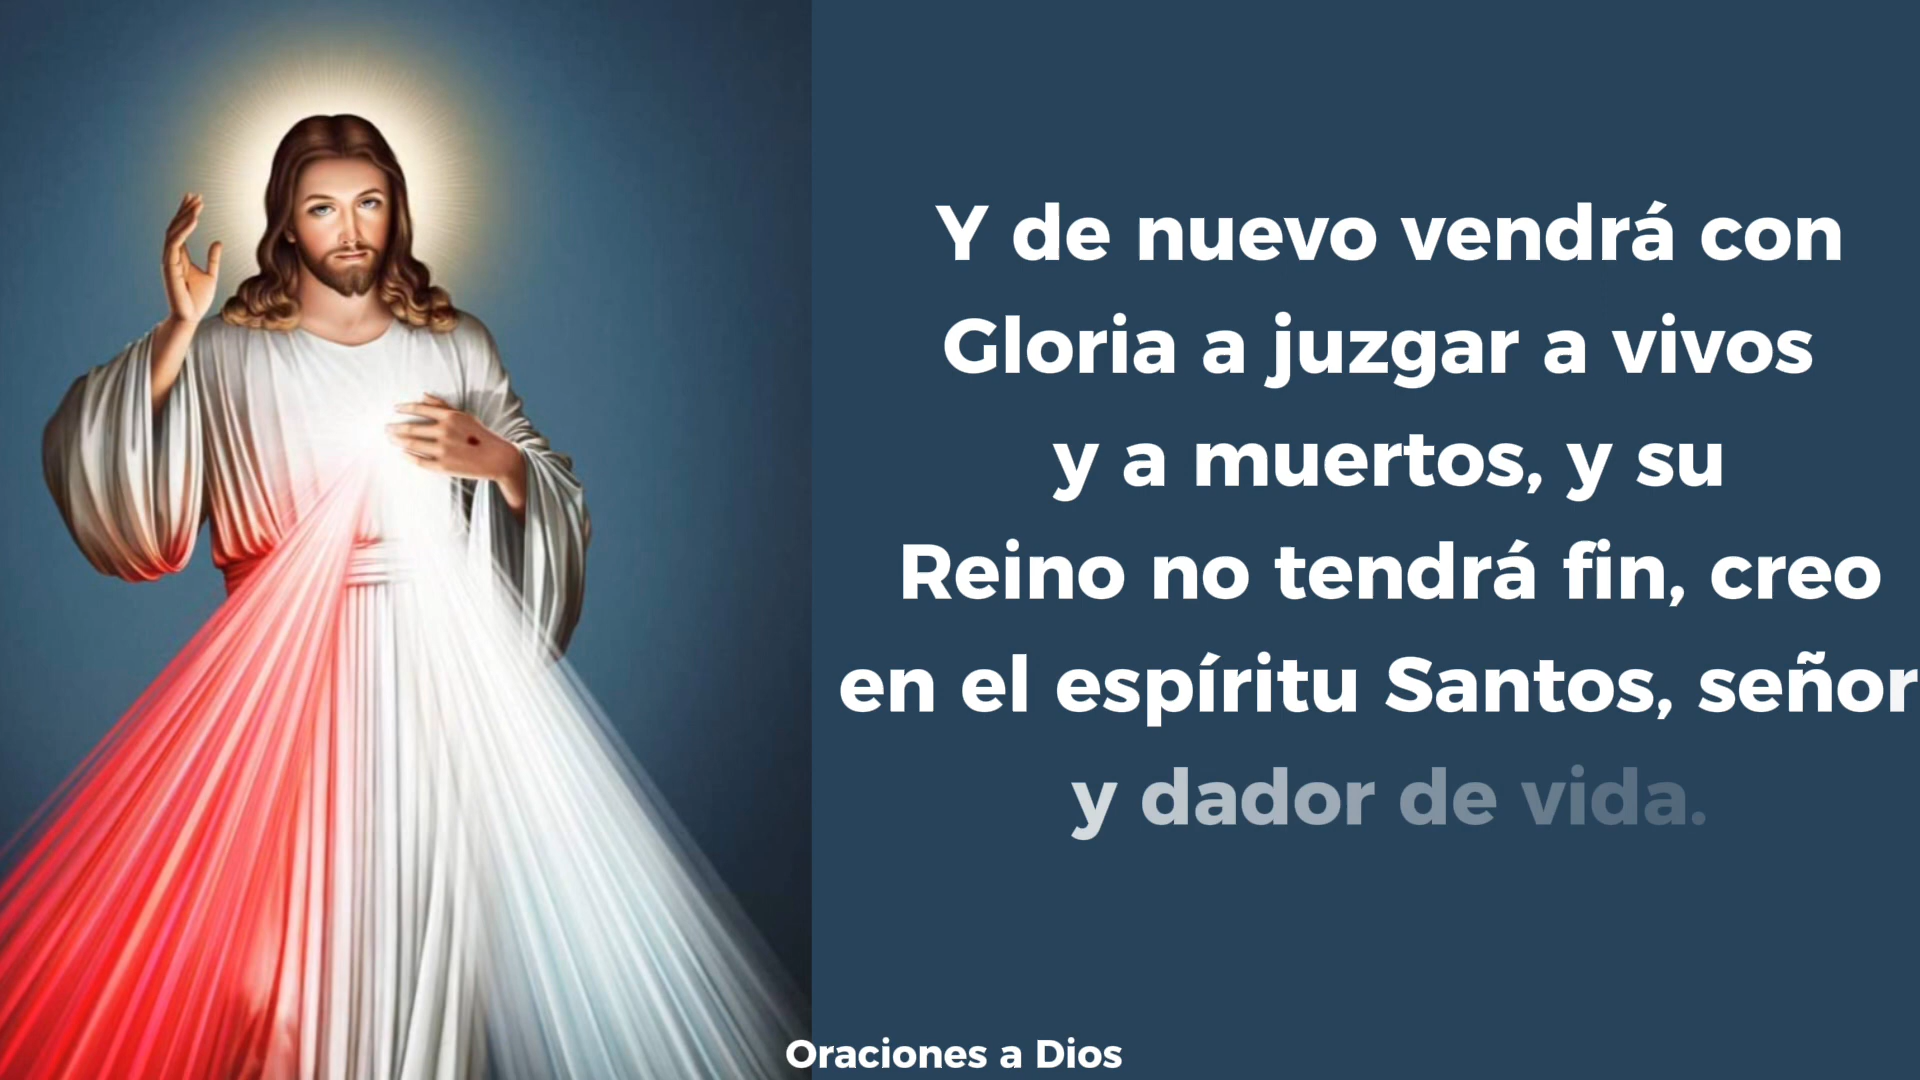 Y de nuevo vendrá con
Gloria a juzgar a vivos
y a muertos, y su
Reino no tendrá fin, creo
en el espíritu Santos, señor
y dador de vida.
Oraciones a Dios